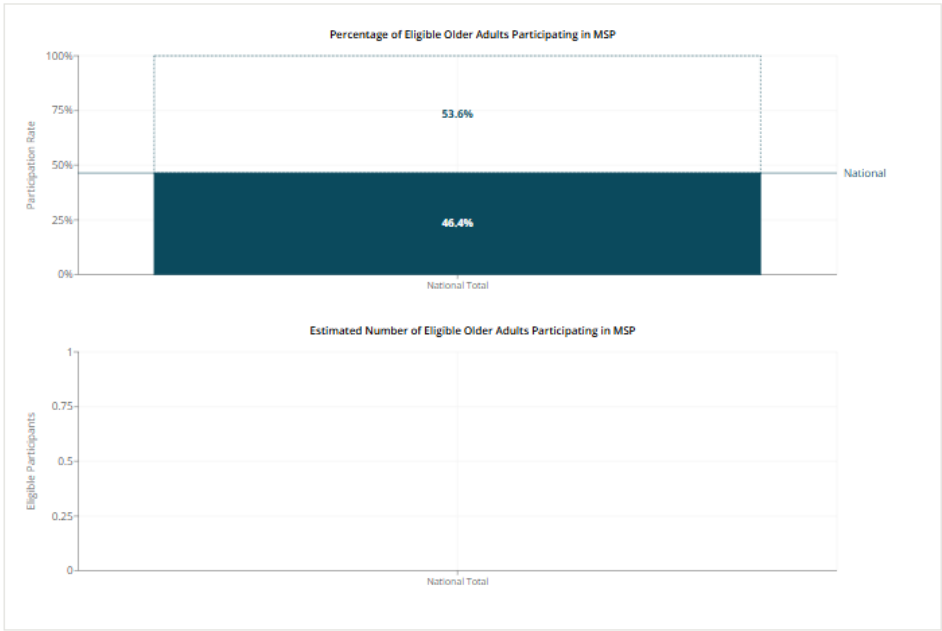 Percentage of Eligible Older Adults Participating in MSP
100%
75%
50%
25%
0%
Participation Rate
53.6%
46.4%
National
National Total
Estimated Number of Eligible Older Adults Participating in MSP
1
0.75
0.5
0.25
0
Eligible Participants
National Total